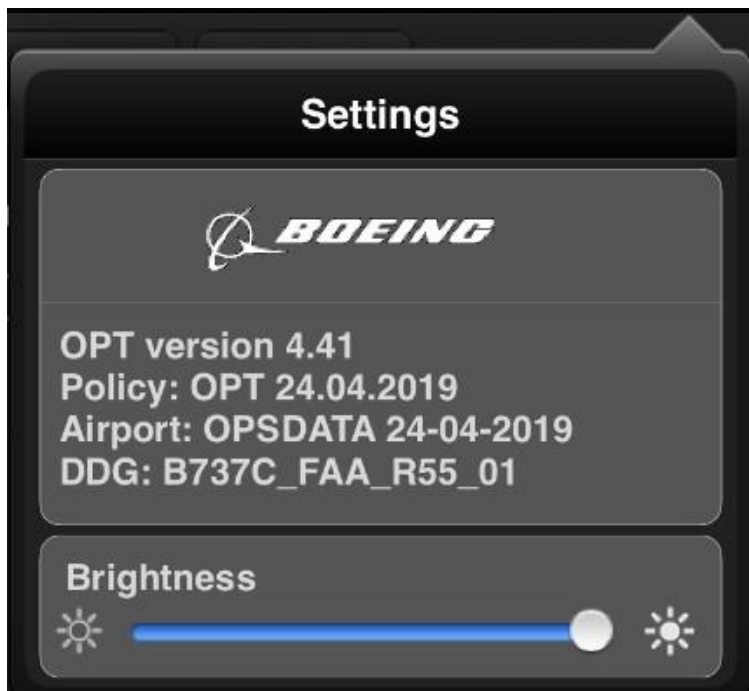 Settings
BOEING
OPT version 4.41
Policy: OPT 24.04.2019
Airport: OPSDATA 24-04-2019
DDG: B737C_FAA_R55_01
Brightness